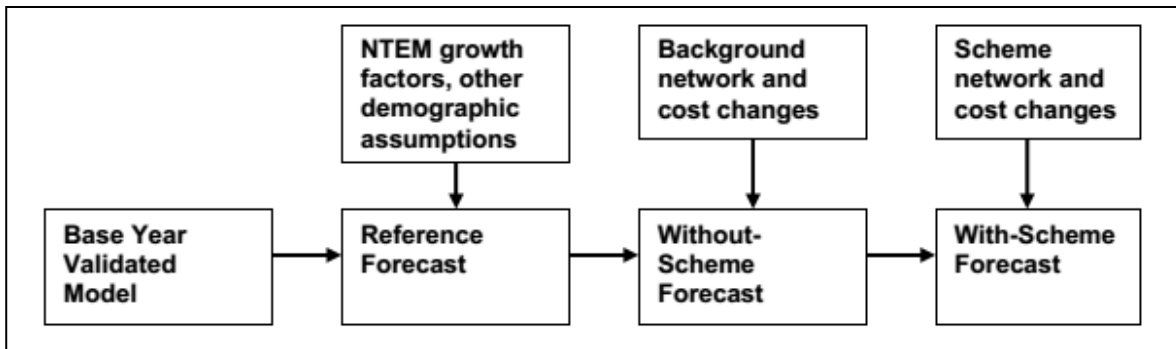 NTEM growth
factors, other
demographic
assumptions
Background
network and
cost changes
Scheme
network and
cost changes
Base Year
Validated
Model
Reference
Forecast
Without-
Scheme
Forecast
With-Scheme
Forecast